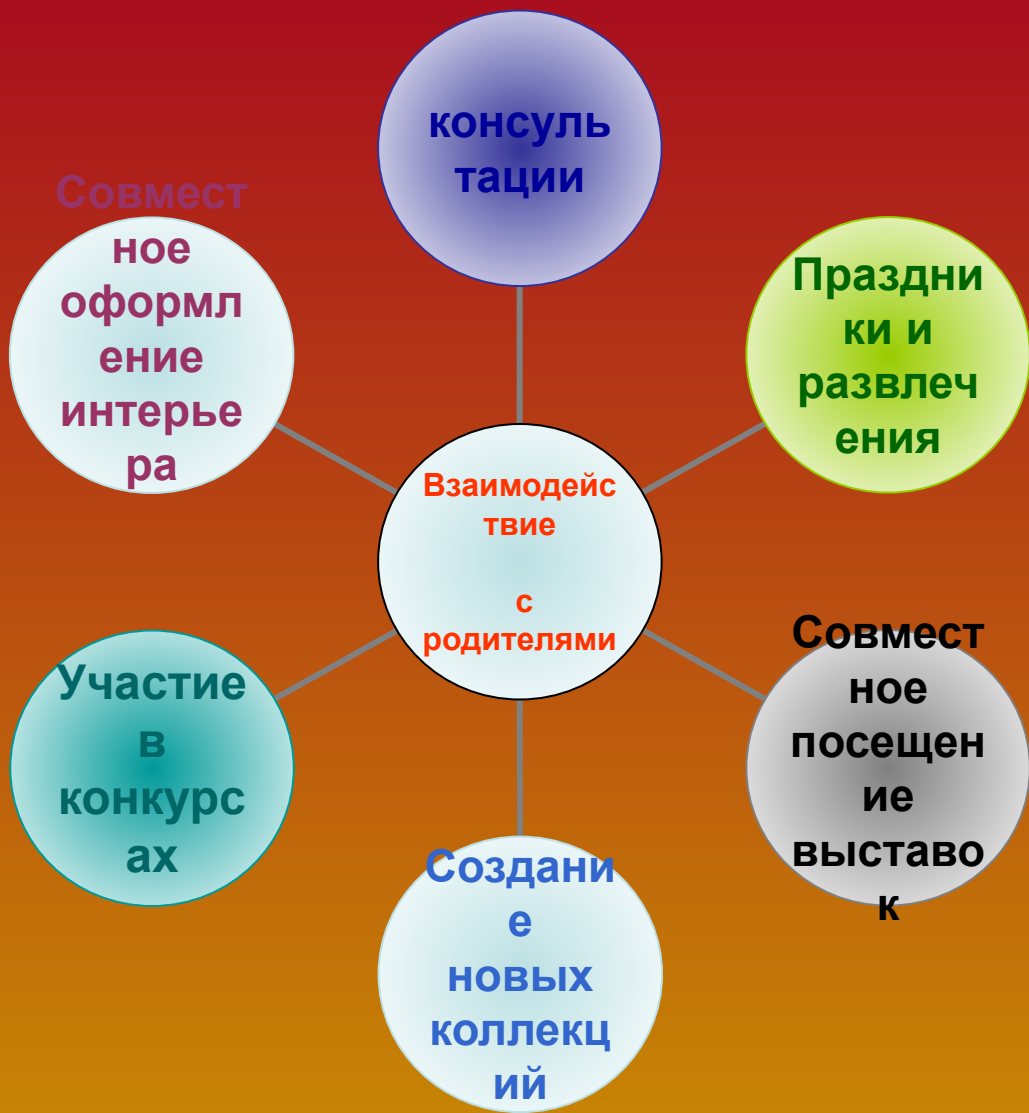 консуль
тации
Совмест
ное
оформл
ение
интерье
ра
Праздни
ки и
развлеч
ения
Взаимодейс
твие
с
родителями
Участие
в
конкурс
ах
Совмест
ное
посещен
ие
выставо
к
Создани
е
новых
коллекц
ий